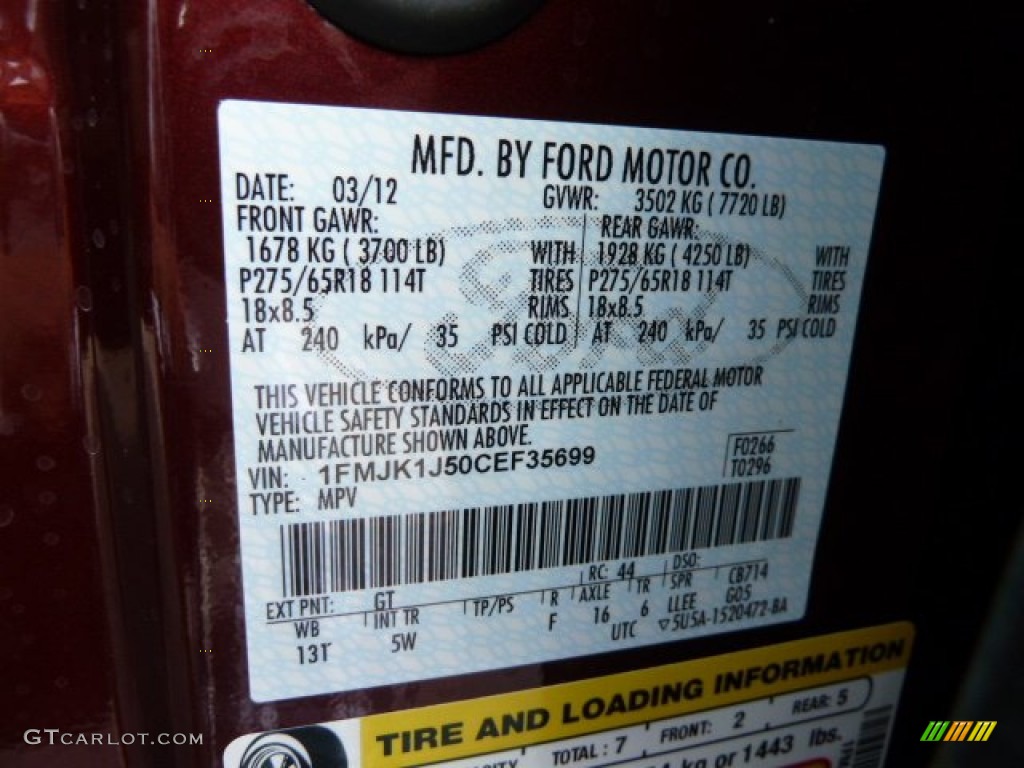 MFD. BY FORD MOTOR CO.
DATE: 03/12 GVWR: 3502 KG ( 7720 LB)
FRONT GAWR: REAR GAWR:
1678 KG ( 3700 LB) WITH 1928 KG ( 4250 LB) WITH
P275/65R18 114T TIRES P275/65R18 114T TIRES
18x8.5 RIMS 18x8.5 RIMS
AT 240 kPa/ 35 PSI COLD AT 240 kPa/ 35 PSI COLD
Ford
THIS VEHICLE CONFORMS TO ALL APPLICABLE FEDERAL MOTOR
VEHICLE SAFETY STANDARDS IN EFFECT ON THE DATE OF
MANUFACTURE SHOWN ABOVE.
VIN: 1FMJK1J50CEF35699 F0266
TYPE: MPV T0296
EXT PNT: GT RC: 44 DSO:
WB INT TR TP/PS R AXLE TR SPR CB714
13T 5W F 16 6 LLEE G05
UTC ▽5U5A-1520472-BA
TIRE AND LOADING INFORMATION
TOTAL : 7 FRONT: 2 REAR: 5
kg or 1443 lbs.
GTCARLOT.COM